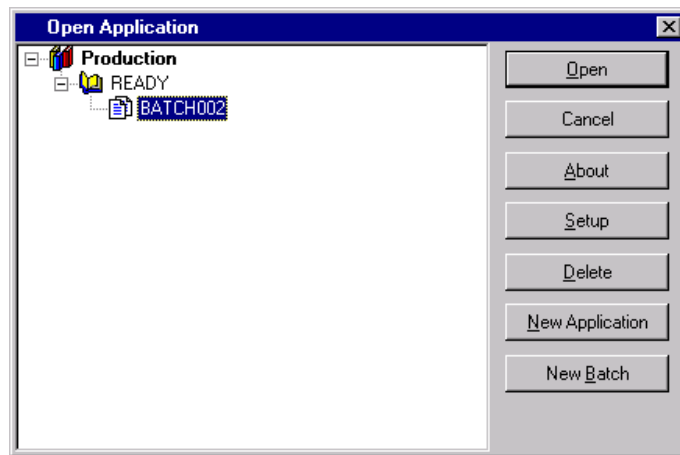 Open Application
Production
READY
BATCH002
Open
Cancel
About
Setup
Delete
New Application
New Batch